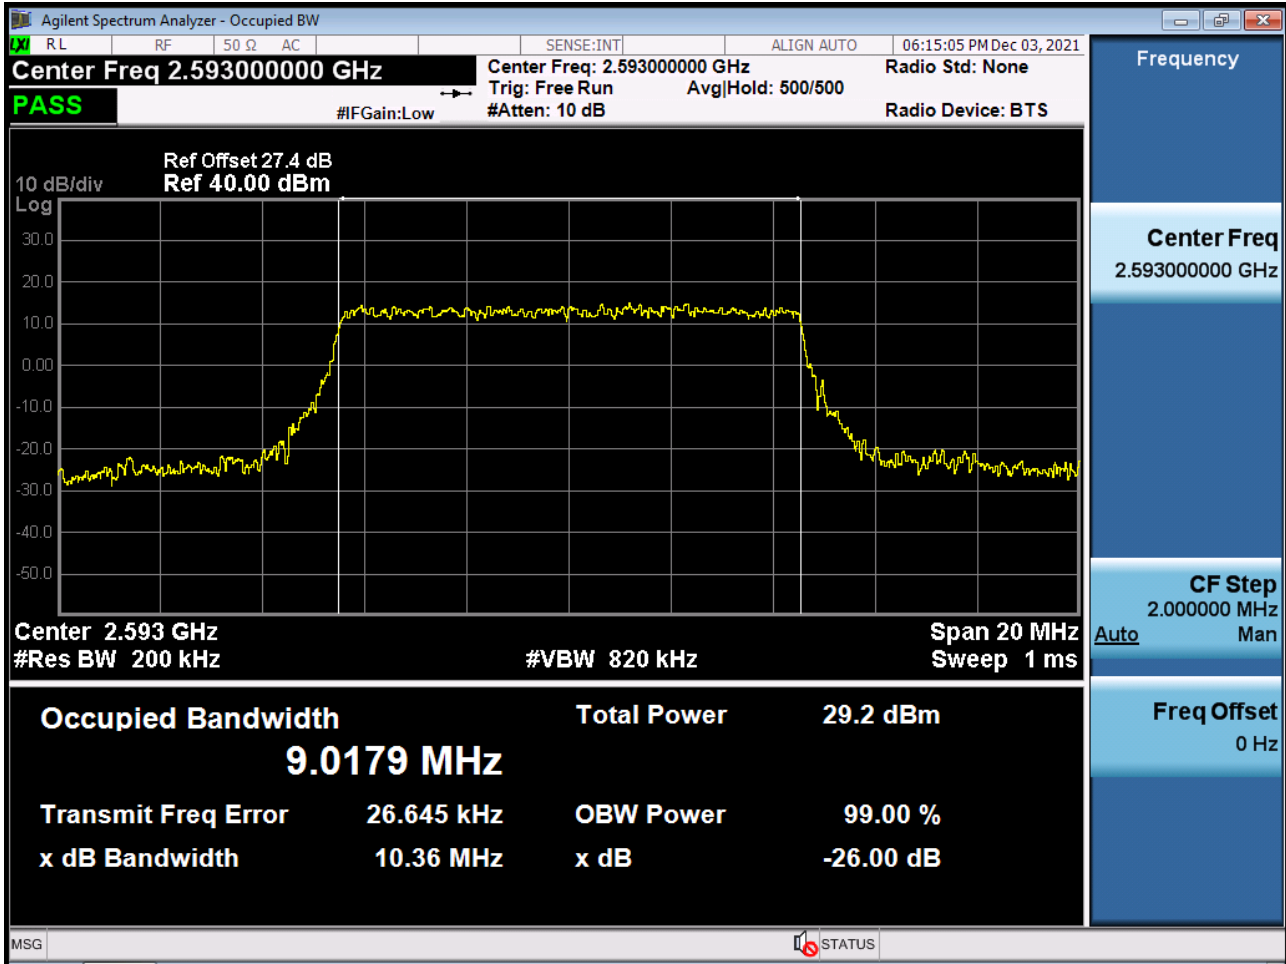 Agilent Spectrum Analyzer - Occupied BW
LXI RL RF 50 Ω AC SENSE:INT ALIGN AUTO 06:15:05 PM Dec 03, 2021
Center Freq 2.593000000 GHz
Center Freq: 2.593000000 GHz
Radio Std: None
Trig: Free Run Avg|Hold: 500/500
PASS
#IFGain:Low
#Atten: 10 dB
Radio Device: BTS
Ref Offset 27.4 dB
10 dB/div Ref 40.00 dBm
Log
30.0
20.0
10.0
0.00
-10.0
-20.0
-30.0
-40.0
-50.0
Center 2.593 GHz Span 20 MHz
#Res BW 200 kHz #VBW 820 kHz Sweep 1 ms
Occupied Bandwidth Total Power 29.2 dBm
9.0179 MHz
Transmit Freq Error 26.645 kHz OBW Power 99.00 %
x dB Bandwidth 10.36 MHz x dB -26.00 dB
Frequency
Center Freq
2.593000000 GHz
CF Step
2.000000 MHz
Auto Man
Freq Offset
0 Hz
MSG STATUS